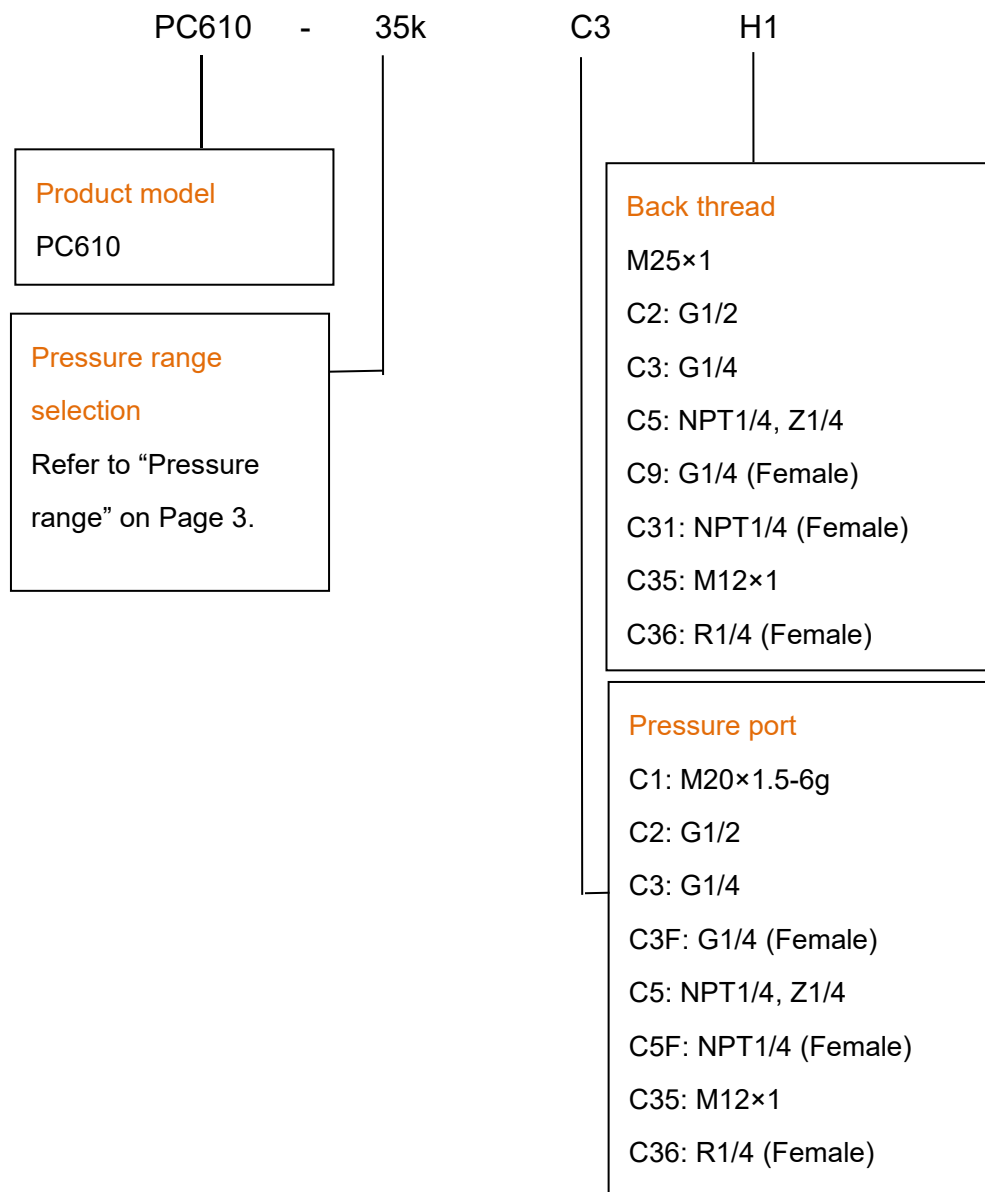 PC610 - 35k C3 H1
Product model
PC610
Pressure range
selection
Refer to “Pressure
range” on Page 3.
Back thread
M25×1
C2: G1/2
C3: G1/4
C5: NPT1/4, Z1/4
C9: G1/4 (Female)
C31: NPT1/4 (Female)
C35: M12×1
C36: R1/4 (Female)
Pressure port
C1: M20×1.5-6g
C2: G1/2
C3: G1/4
C3F: G1/4 (Female)
C5: NPT1/4, Z1/4
C5F: NPT1/4 (Female)
C35: M12×1
C36: R1/4 (Female)